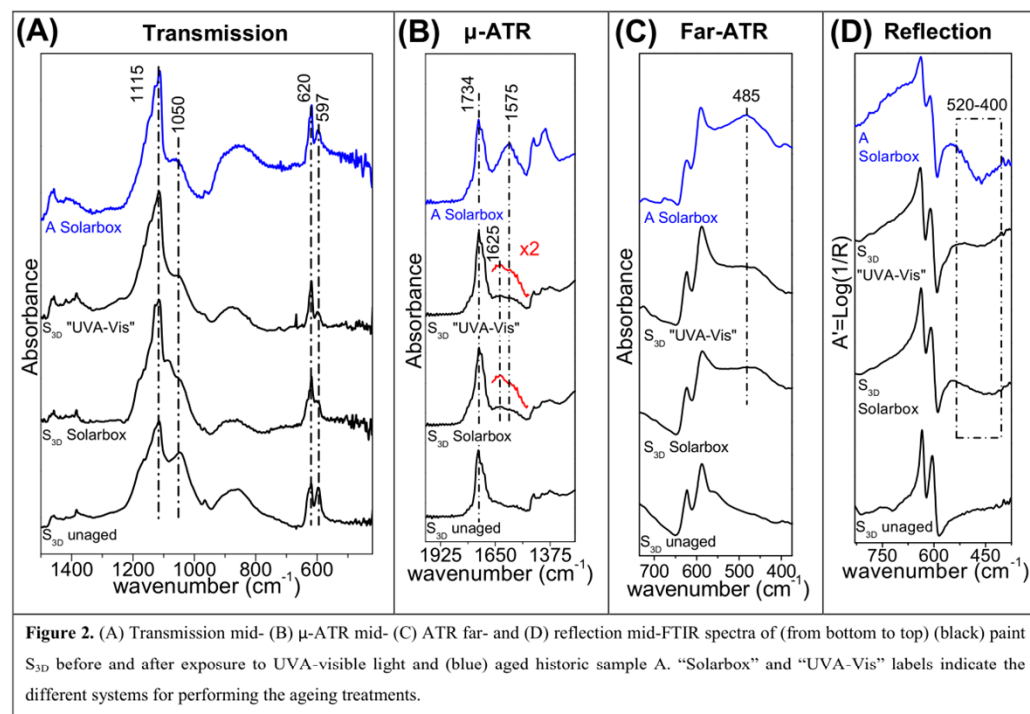 (A)
Transmission
1115
1050
620
597
A Solarbox
S3D "UVA-Vis"
S3D Solarbox
S3D unaged
Absorbance
1400 1200 1000 800 600
wavenumber (cm-1)
(B)
µ-ATR
1734
1575
A Solarbox
1625
x2
S3D "UVA-Vis"
S3D Solarbox
S3D unaged
Absorbance
1925 1650 1375
wavenumber (cm-1)
(C)
Far-ATR
485
A Solarbox
S3D "UVA-Vis"
S3D Solarbox
S3D unaged
Absorbance
700 600 500 400
wavenumber (cm-1)
(D)
Reflection
520-400
A
Solarbox
S3D
"UVA-Vis"
S3D
Solarbox
S3D
unaged
A'=Log(1/R)
750 600 450
wavenumber (cm-1)
Figure 2. (A) Transmission mid- (B) µ-ATR mid- (C) ATR far- and (D) reflection mid-FTIR spectra of (from bottom to top) (black) paint
S3D before and after exposure to UVA-visible light and (blue) aged historic sample A. “Solarbox” and “UVA-Vis” labels indicate the
different systems for performing the ageing treatments.